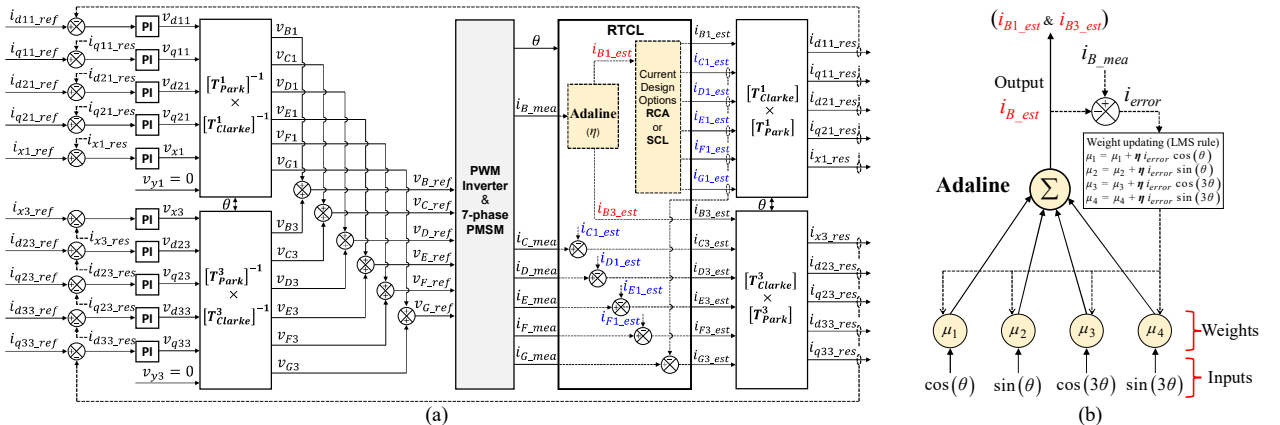 i_d11_ref
i_q11_ref
i_d21_ref
i_q21_ref
i_x1_ref
i_x3_ref
i_d23_ref
i_q23_ref
i_d33_ref
i_q33_ref
i_q11_res
i_d21_res
i_q21_res
i_x1_res
i_x3_res
i_d23_res
i_q23_res
i_d33_res
PI
PI
PI
PI
PI
PI
PI
PI
PI
PI
v_d11
v_q11
v_d21
v_q21
v_x1
v_y1 = 0
v_x3
v_d23
v_q23
v_d33
v_q33
v_y3 = 0
[T^1_Park]^-1
×
[T^1_Clarke]^-1
θ
[T^3_Park]^-1
×
[T^3_Clarke]^-1
v_B1
v_C1
v_D1
v_E1
v_F1
v_G1
v_B3
v_C3
v_D3
v_E3
v_F3
v_G3
v_B_ref
v_C_ref
v_D_ref
v_E_ref
v_F_ref
v_G_ref
PWM
Inverter
&
7-phase
PMSM
θ
i_B_mea
i_C_mea
i_D_mea
i_E_mea
i_F_mea
i_G_mea
RTCL
i_B1_est
Adaline
(η)
i_B3_est
Current
Design
Options
RCA
or
SCL
i_C1_est
i_D1_est
i_E1_est
i_F1_est
i_B1_est
i_C1_est
i_D1_est
i_E1_est
i_F1_est
i_G1_est
i_B3_est
i_C3_est
i_D3_est
i_E3_est
i_F3_est
i_G3_est
[T^1_Clarke]
×
[T^1_Park]
θ
[T^3_Clarke]
×
[T^3_Park]
i_d11_res
i_q11_res
i_d21_res
i_q21_res
i_x1_res
i_x3_res
i_d23_res
i_q23_res
i_d33_res
i_q33_res
(a)
(i_B1_est & i_B3_est)
Output
i_B_est
i_B_mea
i_error
Weight updating (LMS rule)
μ1 = μ1 + η i_error cos(θ)
μ2 = μ2 + η i_error sin(θ)
μ3 = μ3 + η i_error cos(3θ)
μ4 = μ4 + η i_error sin(3θ)
Adaline
Σ
μ1 μ2 μ3 μ4 Weights
cos(θ) sin(θ) cos(3θ) sin(3θ) Inputs
(b)